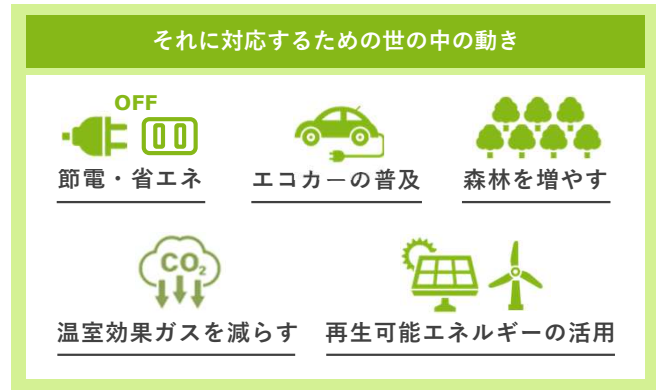 それに対応するための世の中の動き
OFF
節電・省エネ
エコカーの普及
森林を増やす
CO₂
温室効果ガスを減らす
再生可能エネルギーの活用